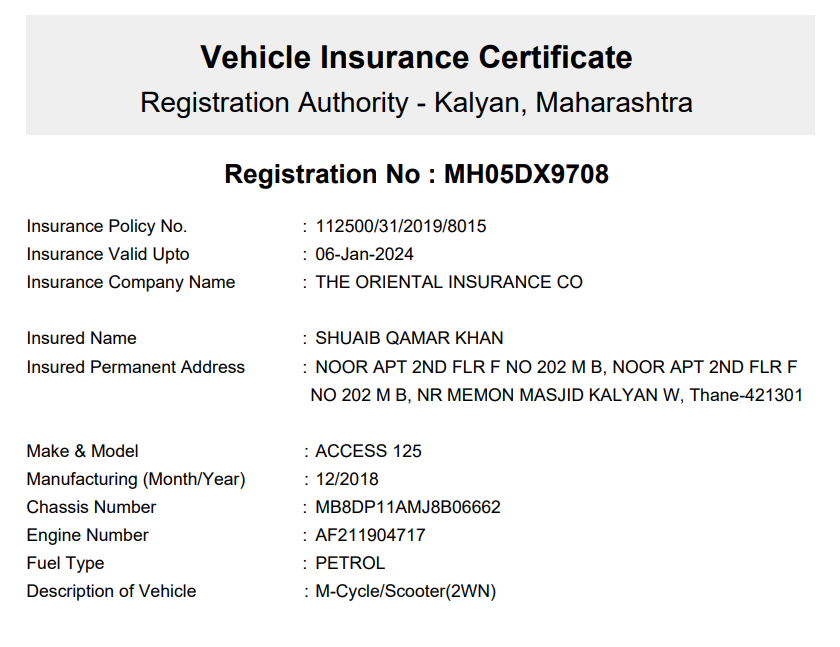 Vehicle Insurance Certificate
Registration Authority - Kalyan, Maharashtra
Registration No : MH05DX9708
Insurance Policy No. : 112500/31/2019/8015
Insurance Valid Upto : 06-Jan-2024
Insurance Company Name : THE ORIENTAL INSURANCE CO
Insured Name : SHUAIB QAMAR KHAN
Insured Permanent Address : NOOR APT 2ND FLR F NO 202 M B, NOOR APT 2ND FLR F
NO 202 M B, NR MEMON MASJID KALYAN W, Thane-421301
Make & Model : ACCESS 125
Manufacturing (Month/Year) : 12/2018
Chassis Number : MB8DP11AMJ8B06662
Engine Number : AF211904717
Fuel Type : PETROL
Description of Vehicle : M-Cycle/Scooter(2WN)